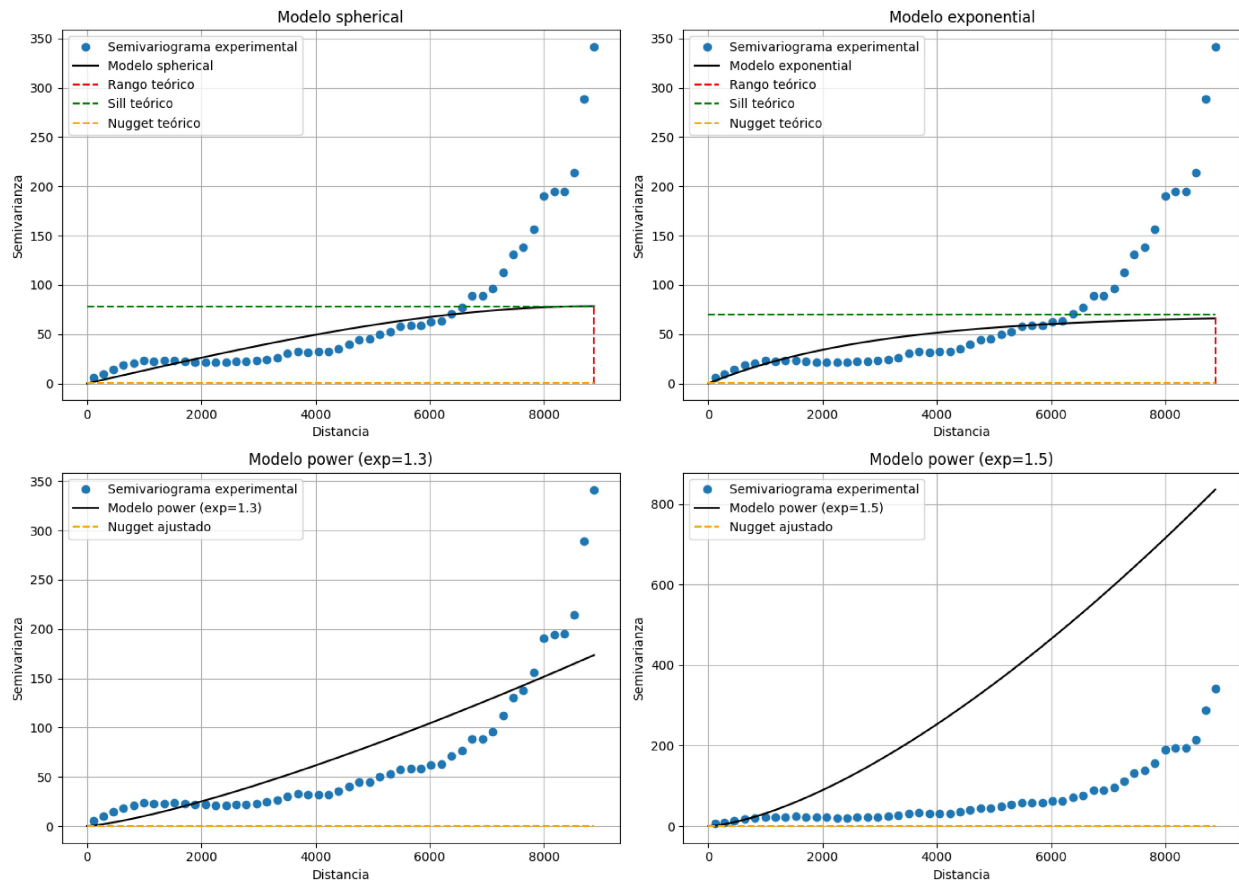 Modelo spherical
350
300
250
200
150
100
50
0
Semivarianza
Semivariograma experimental
Modelo spherical
Rango teórico
Sill teórico
Nugget teórico
0
2000
4000
6000
8000
Distancia
Modelo exponential
350
300
250
200
150
100
50
0
Semivarianza
Semivariograma experimental
Modelo exponential
Rango teórico
Sill teórico
Nugget teórico
0
2000
4000
6000
8000
Distancia
Modelo power (exp=1.3)
350
300
250
200
150
100
50
0
Semivarianza
Semivariograma experimental
Modelo power (exp=1.3)
Nugget ajustado
0
2000
4000
6000
8000
Distancia
Modelo power (exp=1.5)
800
600
400
200
0
Semivarianza
Semivariograma experimental
Modelo power (exp=1.5)
Nugget ajustado
0
2000
4000
6000
8000
Distancia